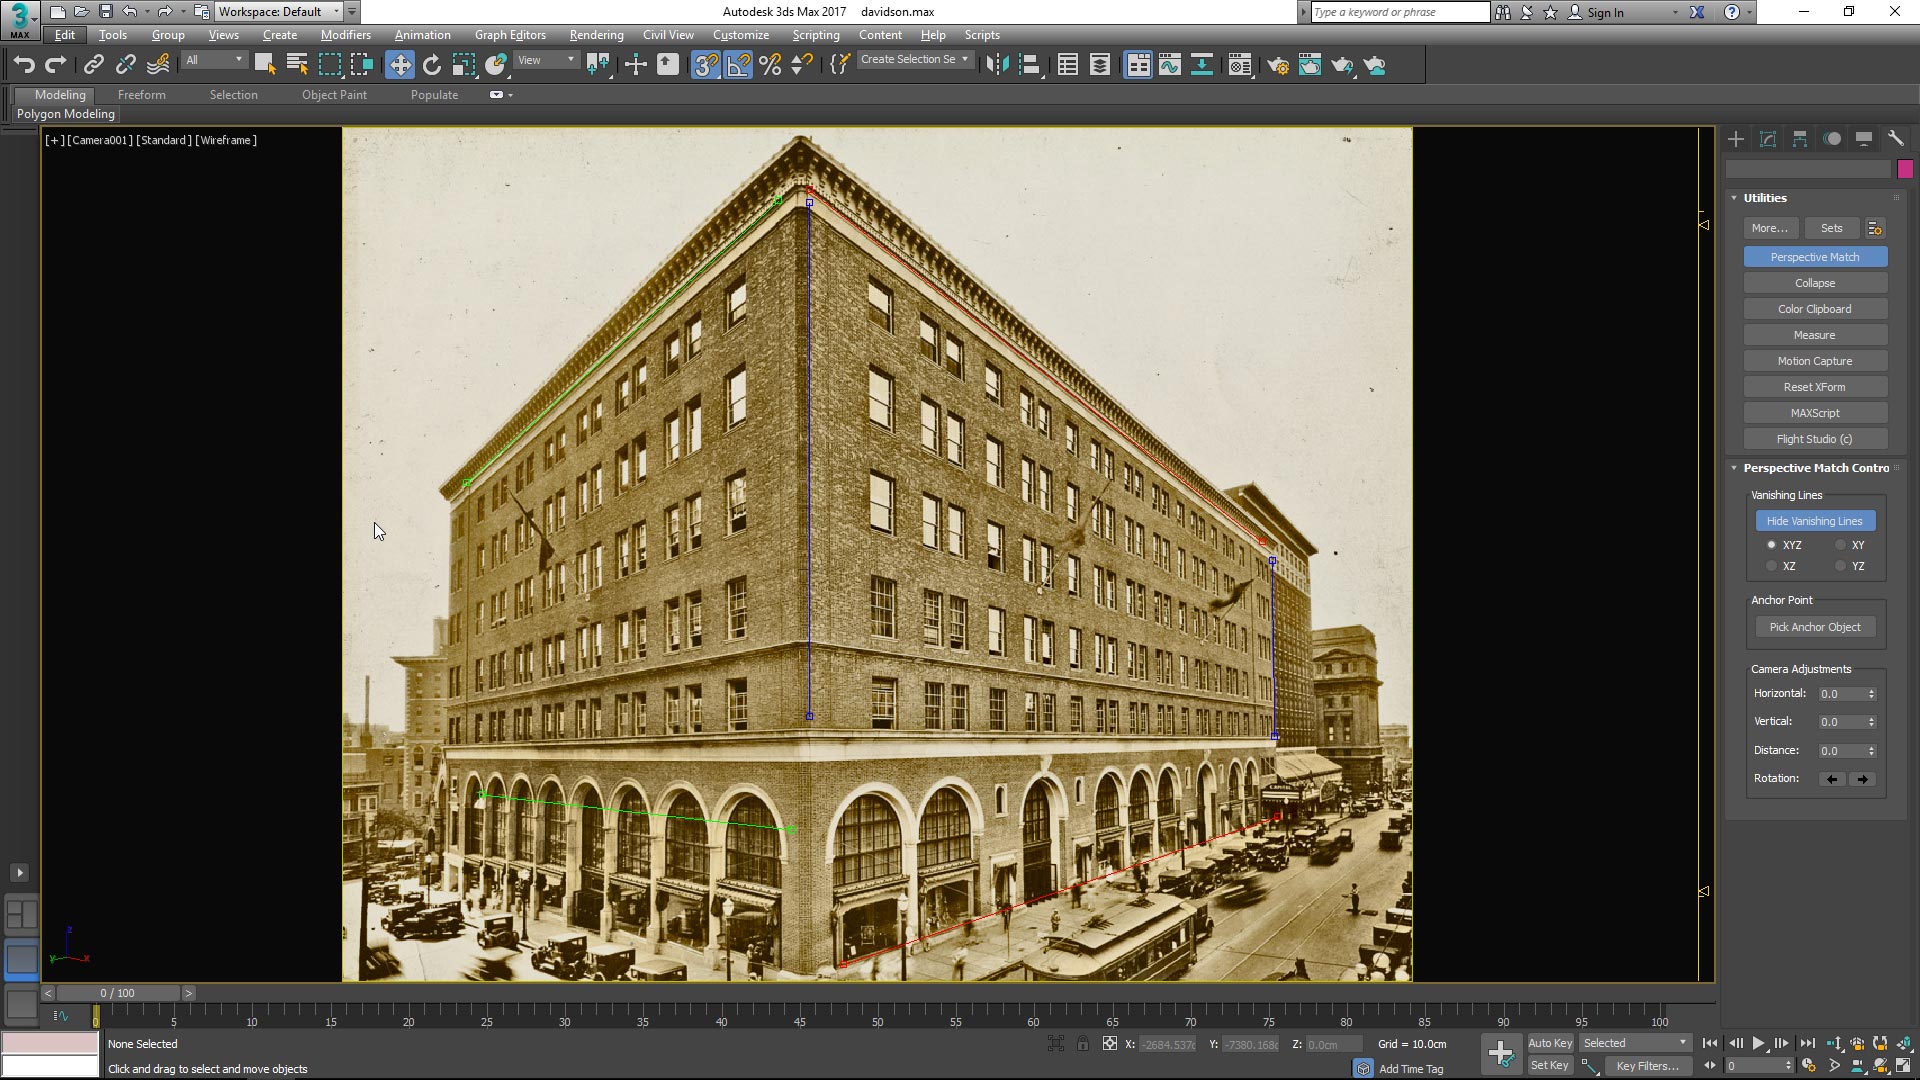 Workspace: Default
Autodesk 3ds Max 2017 davidson.max
Type a keyword or phrase
Sign In
MAX
Edit Tools Group Views Create Modifiers Animation Graph Editors Rendering Civil View Customize Scripting Content Help Scripts
All
View
Create Selection Se
Modeling Freeform Selection Object Paint Populate
Polygon Modeling
[+] [Camera001] [Standard] [Wireframe]
Utilities
More... Sets
Perspective Match
Collapse
Color Clipboard
Measure
Motion Capture
Reset XForm
MAXScript
Flight Studio (c)
Perspective Match Contro
Vanishing Lines
Hide Vanishing Lines
XYZ XY
XZ YZ
Anchor Point
Pick Anchor Object
Camera Adjustments
Horizontal: 0.0
Vertical: 0.0
Distance: 0.0
Rotation:
CAPITOL
z
y x
< 0 / 100 >
0 5 10 15 20 25 30 35 40 45 50 55 60 65 70 75 80 85 90 95 100
None Selected
X: -2684.537c Y: -7380.168c Z: 0.0cm Grid = 10.0cm
Auto Key Selected
Click and drag to select and move objects
Add Time Tag
Set Key Key Filters...
0